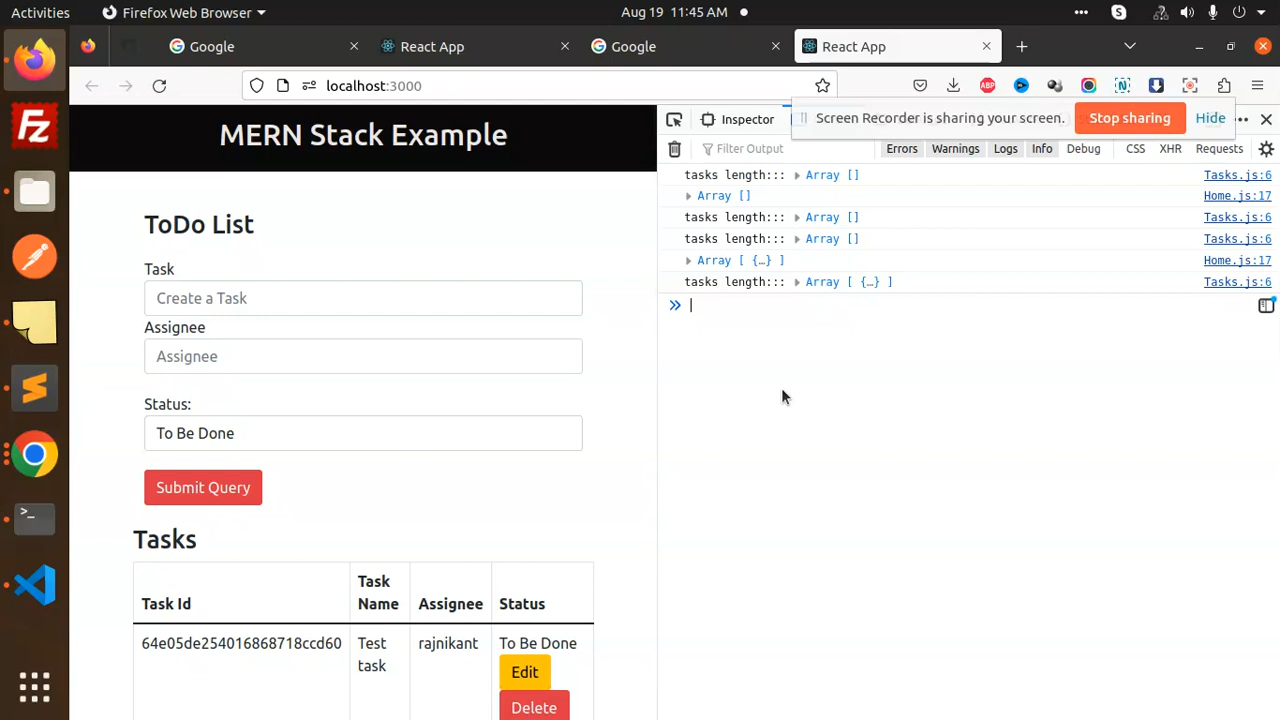 Activities Firefox Web Browser Aug 19 11:45 AM
Google React App Google React App
localhost:3000
MERN Stack Example
Inspector Screen Recorder is sharing your screen. Stop sharing Hide
Filter Output Errors Warnings Logs Info Debug CSS XHR Requests
tasks length::: Array [] Tasks.js:6
Array [] Home.js:17
tasks length::: Array [] Tasks.js:6
tasks length::: Array [] Tasks.js:6
Array [ {…} ] Home.js:17
tasks length::: Array [ {…} ] Tasks.js:6
ToDo List
Task
Create a Task
Assignee
Assignee
Status:
To Be Done
Submit Query
Tasks
Task Id Task Name Assignee Status
64e05de254016868718ccd60 Test task rajnikant To Be Done
Edit
Delete